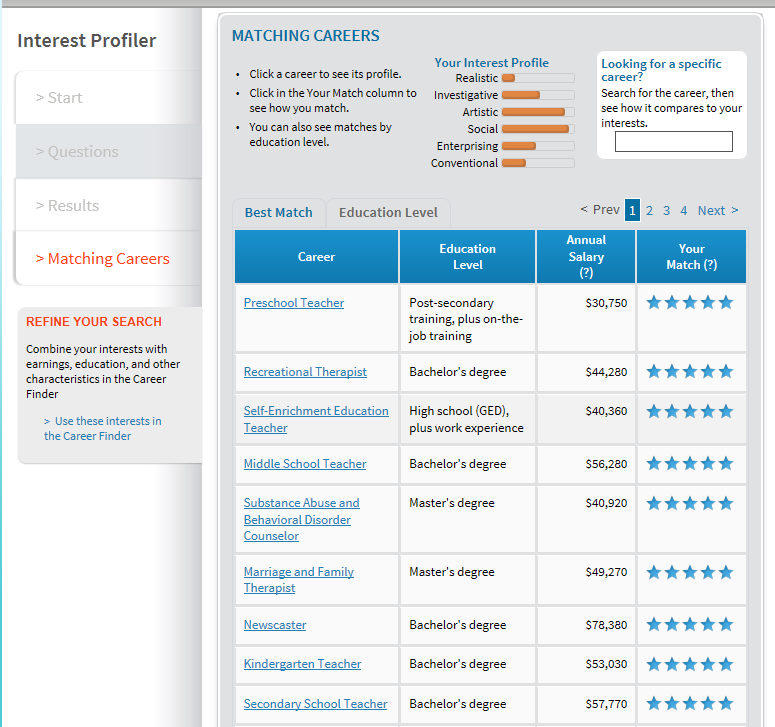 Interest Profiler
> Start
> Questions
> Results
> Matching Careers
REFINE YOUR SEARCH
Combine your interests with
earnings, education, and other
characteristics in the Career
Finder
> Use these interests in
the Career Finder
MATCHING CAREERS
• Click a career to see its profile.
• Click in the Your Match column to
see how you match.
• You can also see matches by
education level.
Your Interest Profile
Realistic
Investigative
Artistic
Social
Enterprising
Conventional
Looking for a specific
career?
Search for the career, then
see how it compares to your
interests.
Best Match Education Level
< Prev 1 2 3 4 Next >
Career
Education
Level
Annual
Salary
(?)
Your
Match (?)
Preschool Teacher
Post-secondary
training, plus on-the-
job training
$30,750
Recreational Therapist
Bachelor's degree
$44,280
Self-Enrichment Education
Teacher
High school (GED),
plus work experience
$40,360
Middle School Teacher
Bachelor's degree
$56,280
Substance Abuse and
Behavioral Disorder
Counselor
Master's degree
$40,920
Marriage and Family
Therapist
Master's degree
$49,270
Newscaster
Bachelor's degree
$78,380
Kindergarten Teacher
Bachelor's degree
$53,030
Secondary School Teacher
Bachelor's degree
$57,770